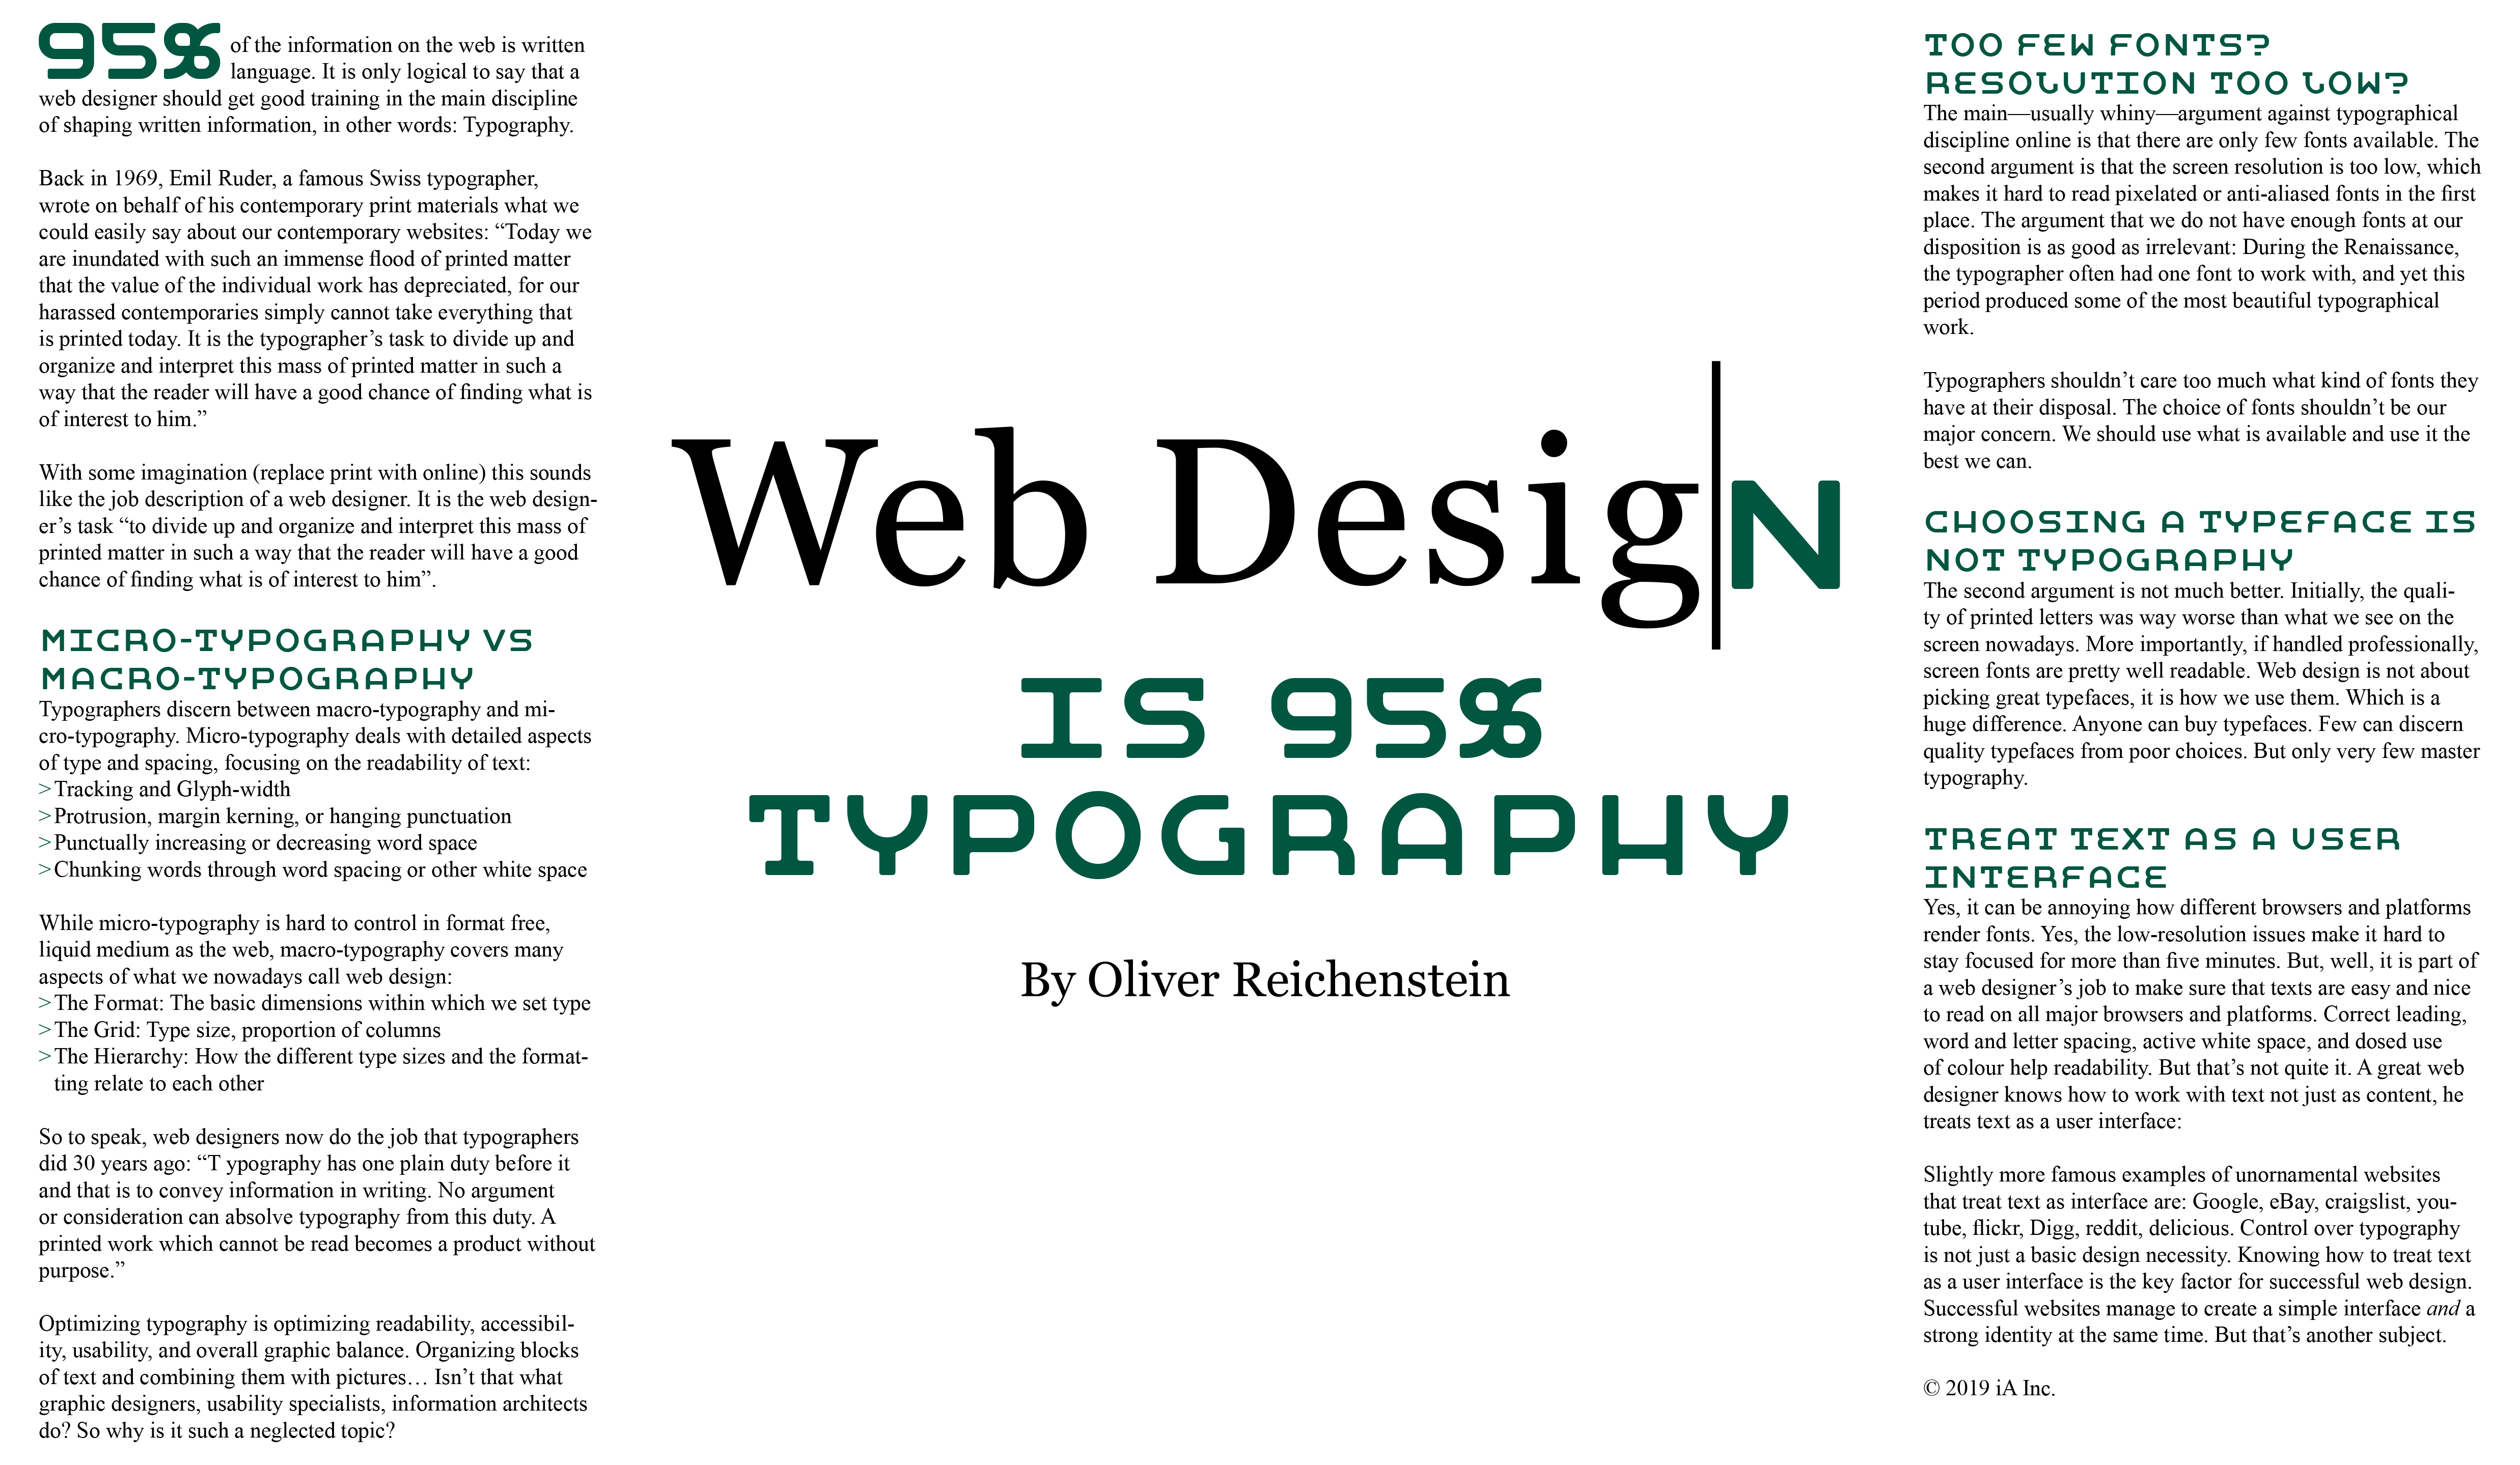 95% of the information on the web is written
language. It is only logical to say that a
web designer should get good training in the main discipline
of shaping written information, in other words: Typography.
Back in 1969, Emil Ruder, a famous Swiss typographer,
wrote on behalf of his contemporary print materials what we
could easily say about our contemporary websites: “Today we
are inundated with such an immense flood of printed matter
that the value of the individual work has depreciated, for our
harassed contemporaries simply cannot take everything that
is printed today. It is the typographer’s task to divide up and
organize and interpret this mass of printed matter in such a
way that the reader will have a good chance of finding what is
of interest to him.”
With some imagination (replace print with online) this sounds
like the job description of a web designer. It is the web design-
er’s task “to divide up and organize and interpret this mass of
printed matter in such a way that the reader will have a good
chance of finding what is of interest to him”.
MICRO-TYPOGRAPHY VS
MACRO-TYPOGRAPHY
Typographers discern between macro-typography and mi-
cro-typography. Micro-typography deals with detailed aspects
of type and spacing, focusing on the readability of text:
> Tracking and Glyph-width
> Protrusion, margin kerning, or hanging punctuation
> Punctually increasing or decreasing word space
> Chunking words through word spacing or other white space
While micro-typography is hard to control in format free,
liquid medium as the web, macro-typography covers many
aspects of what we nowadays call web design:
> The Format: The basic dimensions within which we set type
> The Grid: Type size, proportion of columns
> The Hierarchy: How the different type sizes and the format-
ting relate to each other
So to speak, web designers now do the job that typographers
did 30 years ago: “T ypography has one plain duty before it
and that is to convey information in writing. No argument
or consideration can absolve typography from this duty. A
printed work which cannot be read becomes a product without
purpose.”
Optimizing typography is optimizing readability, accessibil-
ity, usability, and overall graphic balance. Organizing blocks
of text and combining them with pictures… Isn’t that what
graphic designers, usability specialists, information architects
do? So why is it such a neglected topic?
Web Desig|N
IS 95%
TYPOGRAPHY
By Oliver Reichenstein
TOO FEW FONTS?
RESOLUTION TOO LOW?
The main—usually whiny—argument against typographical
discipline online is that there are only few fonts available. The
second argument is that the screen resolution is too low, which
makes it hard to read pixelated or anti-aliased fonts in the first
place. The argument that we do not have enough fonts at our
disposition is as good as irrelevant: During the Renaissance,
the typographer often had one font to work with, and yet this
period produced some of the most beautiful typographical
work.
Typographers shouldn’t care too much what kind of fonts they
have at their disposal. The choice of fonts shouldn’t be our
major concern. We should use what is available and use it the
best we can.
CHOOSING A TYPEFACE IS
NOT TYPOGRAPHY
The second argument is not much better. Initially, the quali-
ty of printed letters was way worse than what we see on the
screen nowadays. More importantly, if handled professionally,
screen fonts are pretty well readable. Web design is not about
picking great typefaces, it is how we use them. Which is a
huge difference. Anyone can buy typefaces. Few can discern
quality typefaces from poor choices. But only very few master
typography.
TREAT TEXT AS A USER
INTERFACE
Yes, it can be annoying how different browsers and platforms
render fonts. Yes, the low-resolution issues make it hard to
stay focused for more than five minutes. But, well, it is part of
a web designer’s job to make sure that texts are easy and nice
to read on all major browsers and platforms. Correct leading,
word and letter spacing, active white space, and dosed use
of colour help readability. But that’s not quite it. A great web
designer knows how to work with text not just as content, he
treats text as a user interface:
Slightly more famous examples of unornamental websites
that treat text as interface are: Google, eBay, craigslist, you-
tube, flickr, Digg, reddit, delicious. Control over typography
is not just a basic design necessity. Knowing how to treat text
as a user interface is the key factor for successful web design.
Successful websites manage to create a simple interface and a
strong identity at the same time. But that’s another subject.
© 2019 iA Inc.